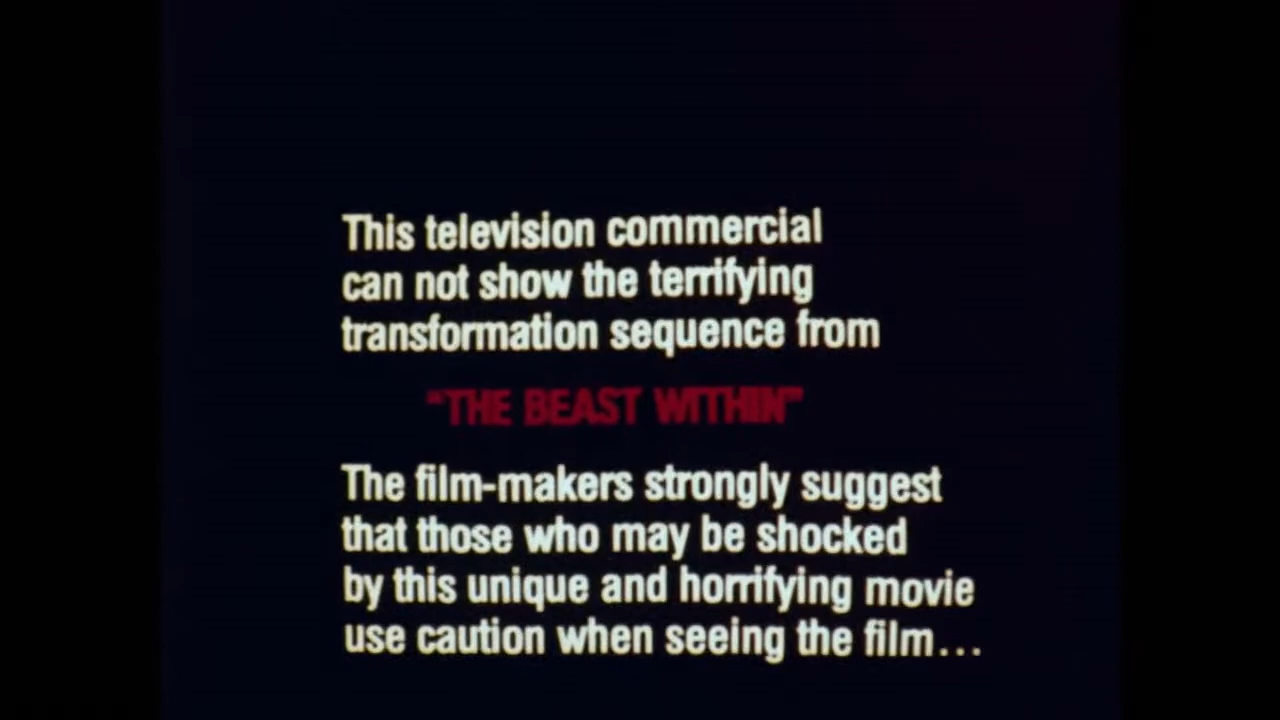 This television commercial
can not show the terrifying
transformation sequence from
"THE BEAST WITHIN"
The film-makers strongly suggest
that those who may be shocked
by this unique and horrifying movie
use caution when seeing the film...